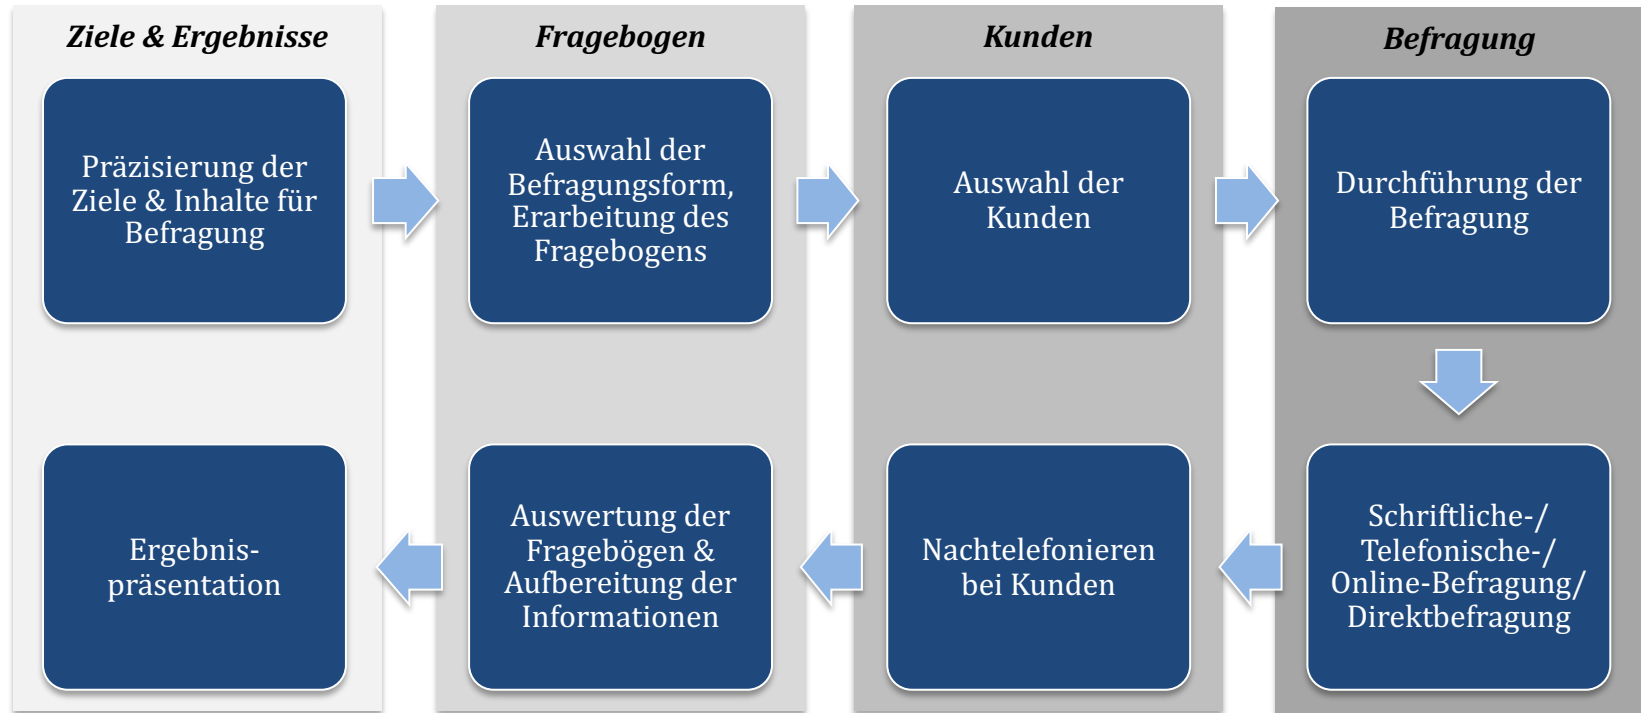 Ziele & Ergebnisse
Fragebogen
Kunden
Befragung
Präzisierung der
Ziele & Inhalte für
Befragung
Auswahl der
Befragungsform,
Erarbeitung des
Fragebogens
Auswahl der
Kunden
Durchführung der
Befragung
Schriftliche-/
Telefonische-/
Online-Befragung/
Direktbefragung
Nachtelefonieren
bei Kunden
Auswertung der
Fragebögen &
Aufbereitung der
Informationen
Ergebnis-
präsentation